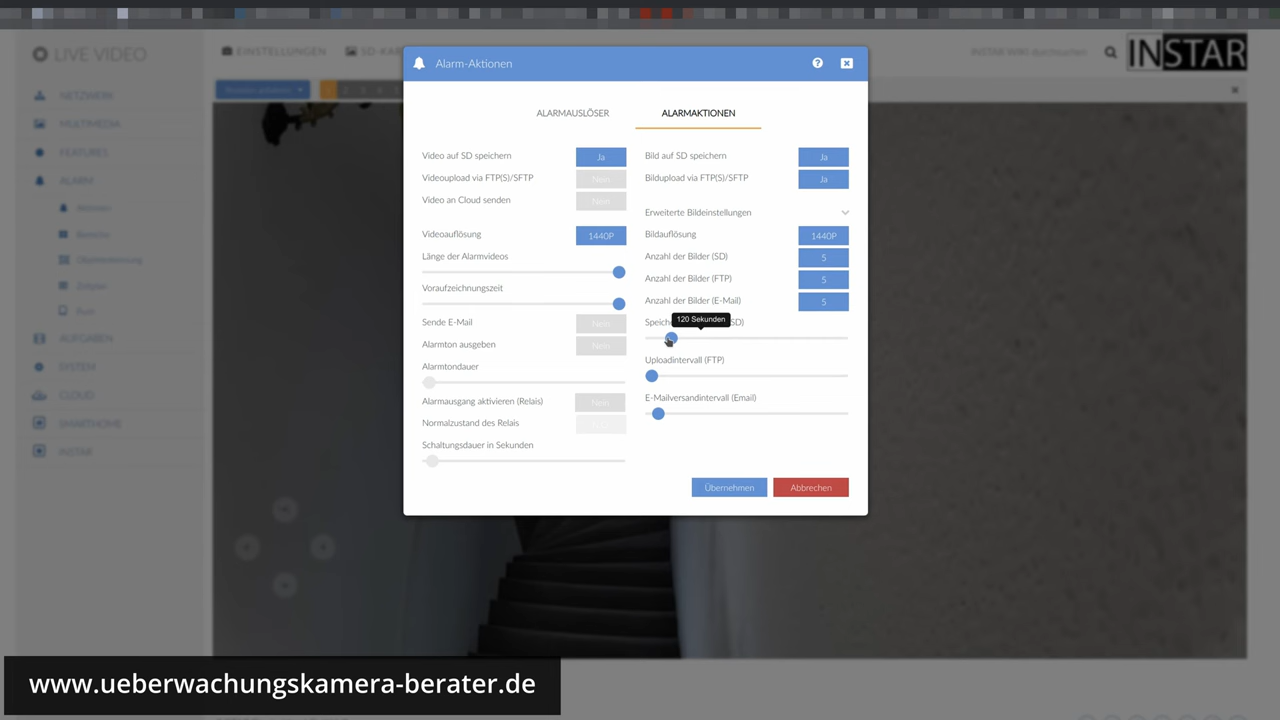 LIVE VIDEO
EINSTELLUNGEN
SD-KAR
INSTAR WIKI durchsuchen
INSTAR
NETZWERK
MULTIMEDIA
FEATURES
ALARM
Aktionen
Bereiche
Zeitplan
AUFGABEN
SYSTEM
CLOUD
SMARTHOME
INSTAR
Alarm-Aktionen
ALARMAUSLÖSER
ALARMAKTIONEN
Video auf SD speichern Ja
Videoupload via FTP(S)/SFTP Nein
Video an Cloud senden Nein
Videoauflösung 1440P
Länge der Alarmvideos
Voraufzeichnungszeit
Sende E-Mail Nein
Alarmton ausgeben Nein
Alarmtondauer
Alarmausgang aktivieren (Relais) Nein
Normalzustand des Relais
Schaltungsdauer in Sekunden
Bild auf SD speichern Ja
Bildupload via FTP(S)/SFTP Ja
Erweiterte Bildeinstellungen
Bildauflösung 1440P
Anzahl der Bilder (SD) 5
Anzahl der Bilder (FTP) 5
Anzahl der Bilder (E-Mail) 5
120 Sekunden
Speich SD)
Uploadintervall (FTP)
E-Mailversandintervall (Email)
Übernehmen
Abbrechen
www.ueberwachungskamera-berater.de